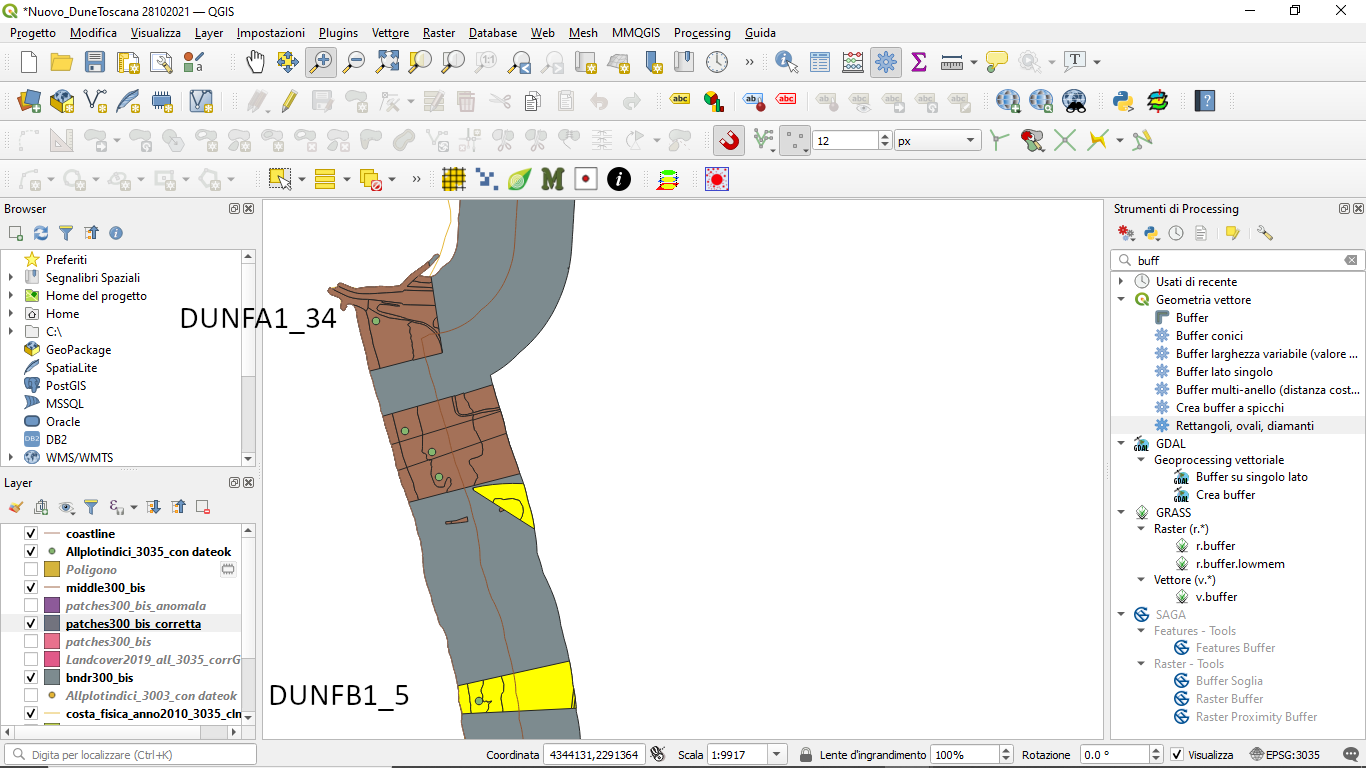 *Nuovo_DuneToscana 28102021 — QGIS
Progetto Modifica Visualizza Layer Impostazioni Plugins Vettore Raster Database Web Mesh MMQGIS Processing Guida
12 px
Browser
Preferiti
Segnalibri Spaziali
Home del progetto
Home
C:\
GeoPackage
SpatiaLite
PostGIS
MSSQL
Oracle
DB2
WMS/WMTS
Layer
coastline
Allplotindici_3035_con dateok
Poligono
middle300_bis
patches300_bis_anomala
patches300_bis_corretta
patches300_bis
Landcover2019_all_3035_corrG
bndr300_bis
Allplotindici_3003_con dateok
costa_fisica_anno2010_3035_cln
DUNFA1_34
DUNFB1_5
Strumenti di Processing
buff
Usati di recente
Geometria vettore
Buffer
Buffer conici
Buffer larghezza variabile (valore ...
Buffer lato singolo
Buffer multi-anello (distanza cost...
Crea buffer a spicchi
Rettangoli, ovali, diamanti
GDAL
Geoprocessing vettoriale
Buffer su singolo lato
Crea buffer
GRASS
Raster (r.*)
r.buffer
r.buffer.lowmem
Vettore (v.*)
v.buffer
SAGA
Features - Tools
Features Buffer
Raster - Tools
Buffer Soglia
Raster Buffer
Raster Proximity Buffer
Digita per localizzare (Ctrl+K) Coordinata 4344131,2291364 Scala 1:9917 Lente d'ingrandimento 100% Rotazione 0.0 ° Visualizza EPSG:3035